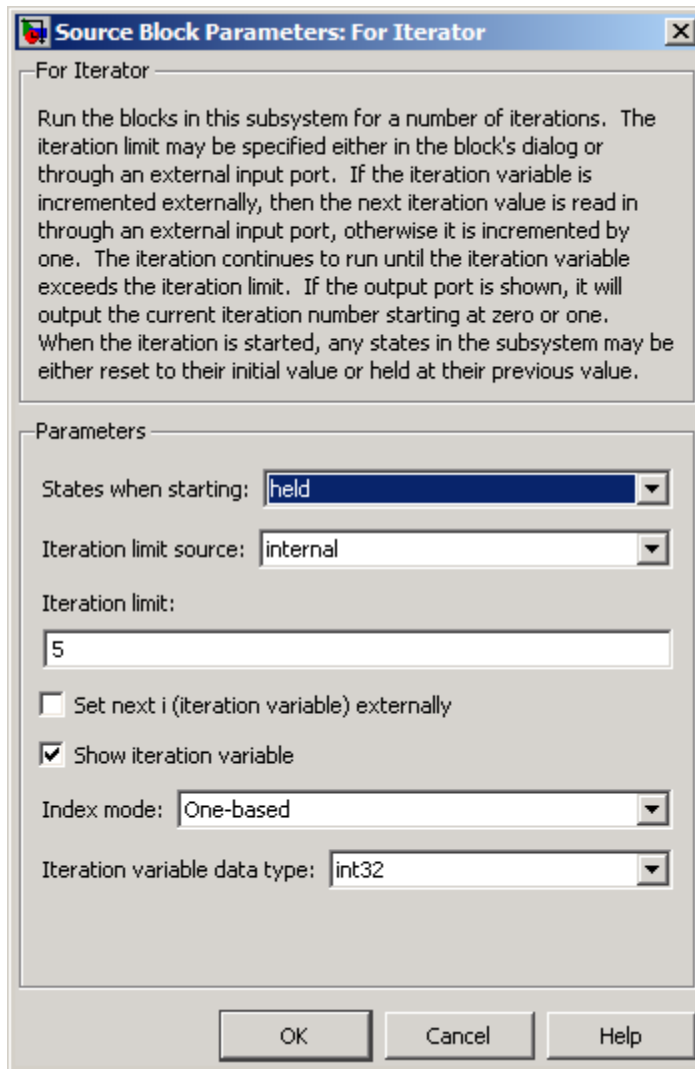 Source Block Parameters: For Iterator
For Iterator
Run the blocks in this subsystem for a number of iterations.  The
iteration limit may be specified either in the block's dialog or
through an external input port.  If the iteration variable is
incremented externally, then the next iteration value is read in
through an external input port, otherwise it is incremented by
one.  The iteration continues to run until the iteration variable
exceeds the iteration limit.  If the output port is shown, it will
output the current iteration number starting at zero or one.
When the iteration is started, any states in the subsystem may be
either reset to their initial value or held at their previous value.
Parameters
States when starting: held
Iteration limit source: internal
Iteration limit:
5
Set next i (iteration variable) externally
Show iteration variable
Index mode: One-based
Iteration variable data type: int32
OK Cancel Help